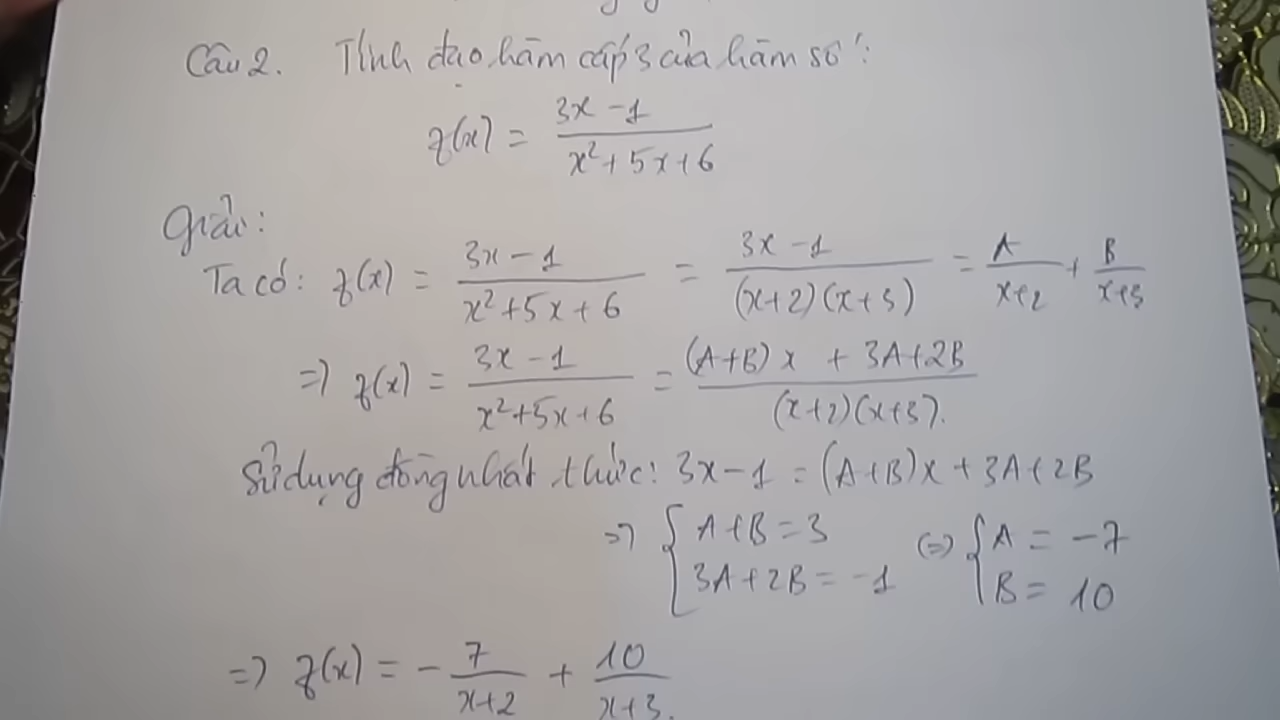 Câu 2. Tính đạo hàm cấp 3 của hàm số:
f(x) = (3x - 1)/(x² + 5x + 6)
Giải:
Ta có: f(x) = (3x - 1)/(x² + 5x + 6) = (3x - 1)/((x+2)(x+3)) = A/(x+2) + B/(x+3)
=> f(x) = (3x - 1)/(x² + 5x + 6) = ((A+B)x + 3A+2B)/((x+2)(x+3)).
Sử dụng đồng nhất thức: 3x - 1 = (A+B)x + 3A+2B
=> { A+B = 3 (=) { A = -7
3A+2B = -1 B = 10
=> f(x) = - 7/(x+2) + 10/(x+3).